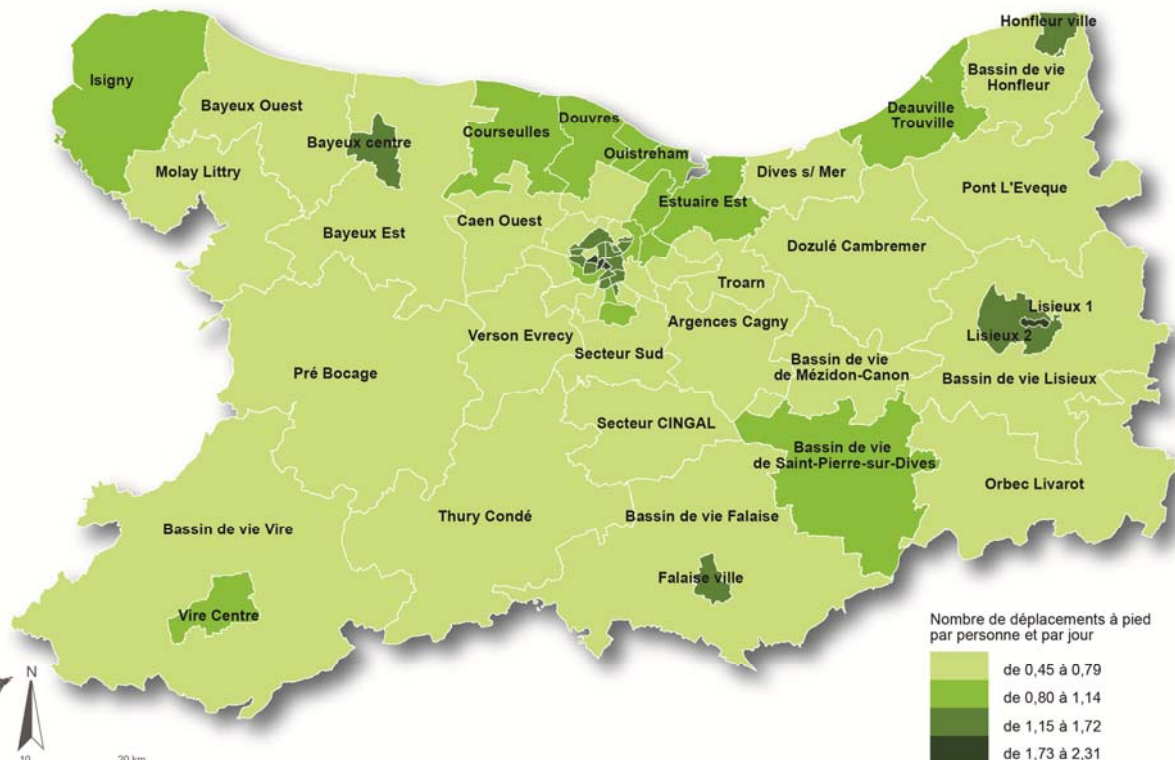 Honfleur ville
Isigny
Bassin de vie
Honfleur
Bayeux Ouest
Deauville
Trouville
Douvres
Courseulles
Bayeux centre
Ouistreham
Molay Littry
Dives s/ Mer
Pont L'Eveque
Estuaire Est
Caen Ouest
Bayeux Est
Dozulé Cambremer
Troarn
Lisieux 1
Argences Cagny
Verson Evrecy
Lisieux 2
Secteur Sud
Bassin de vie
de Mézidon-Canon
Pré Bocage
Bassin de vie Lisieux
Secteur CINGAL
Bassin de vie
de Saint-Pierre-sur-Dives
Orbec Livarot
Thury Condé
Bassin de vie Falaise
Bassin de vie Vire
Falaise ville
Vire Centre
Nombre de déplacements à pied
par personne et par jour
de 0,45 à 0,79
de 0,80 à 1,14
de 1,15 à 1,72
de 1,73 à 2,31
N
10
20 km